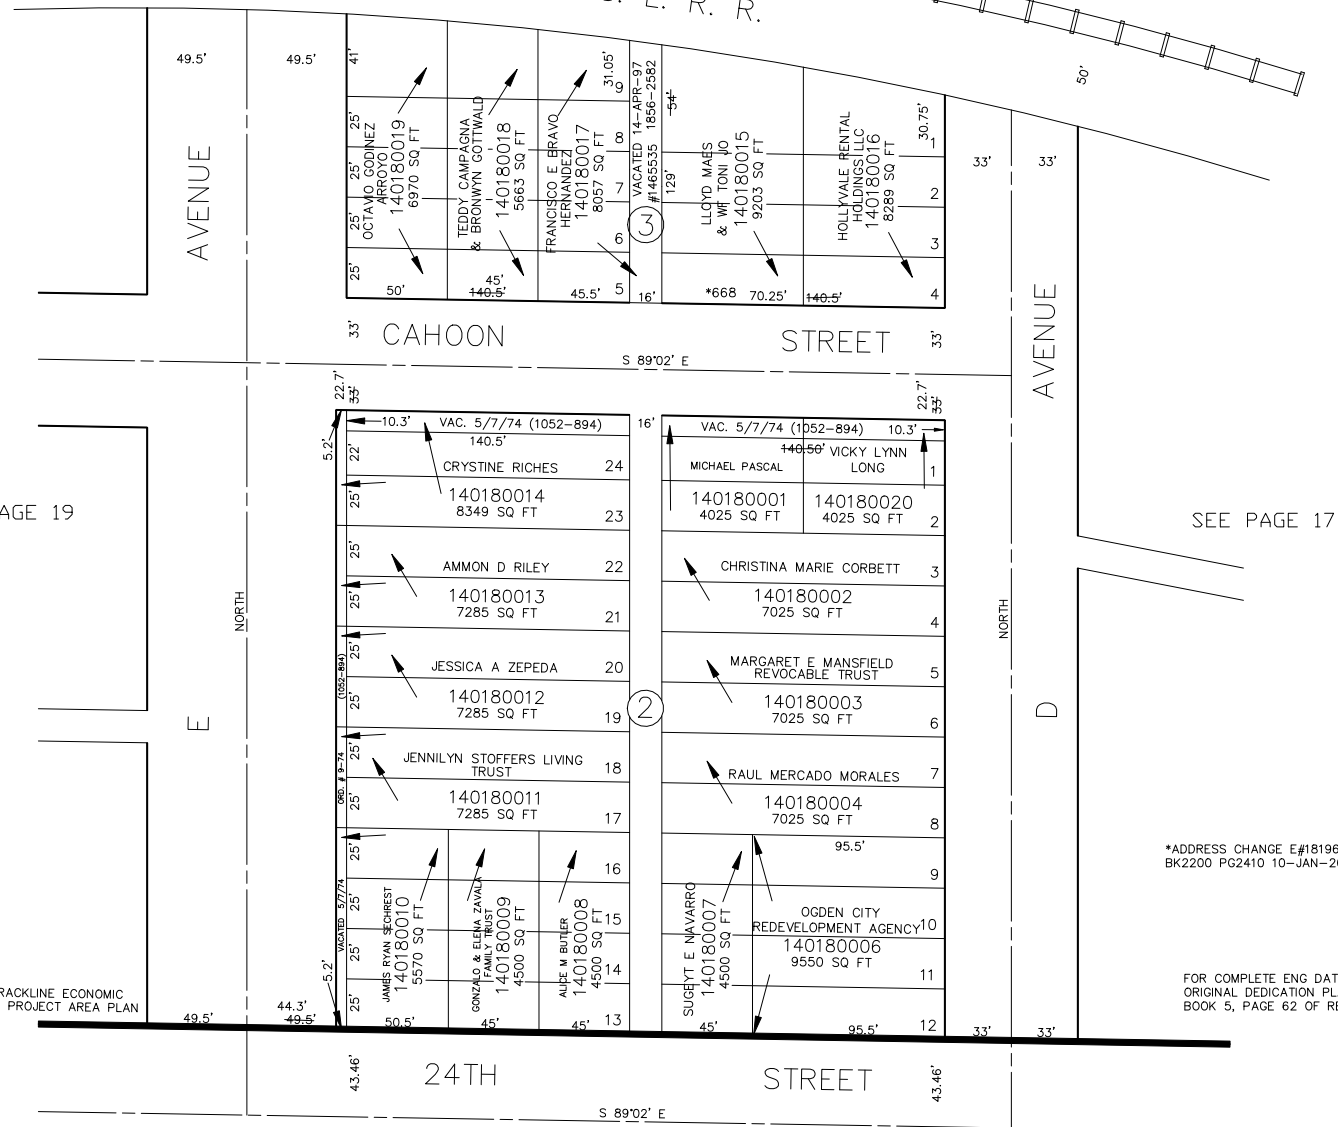 L. R. R.
50'
49.5'
49.5'
AVENUE
41'
25'
25'
25'
25'
OCTAVIO GODINEZ
ARROYO
140180019
6970 SQ FT
TEDDY CAMPAGNA
& BRONWYN GOTTWALD
140180018
5663 SQ FT
FRANCISCO E BRAVO
HERNANDEZ
140180017
8057 SQ FT
31.05'
9
8
7
6
5
VACATED 14-APR-97
#1465535 1856-2582
54'
129'
3
LLOYD MAES
& WF TONI JO
140180015
9203 SQ FT
HOLLYVALE RENTAL
HOLDINGS LLC
140180016
8289 SQ FT
30.75'
1
2
3
4
33'
33'
50'
45'
140.5'
45.5'
16'
*668
70.25'
140.5'
33'
CAHOON STREET
33'
S 89°02' E
AVENUE
22.7'
33'
22.7'
33'
10.3'
VAC. 5/7/74 (1052-894)
140.5'
16'
VAC. 5/7/74 (1052-894)
10.3'
140.50'
5.2'
22'
CRYSTINE RICHES
24
140180014
8349 SQ FT
23
25'
MICHAEL PASCAL
140180001
4025 SQ FT
VICKY LYNN
LONG
140180020
4025 SQ FT
1
2
AGE 19
SEE PAGE 17
25'
AMMON D RILEY
22
140180013
7285 SQ FT
21
25'
CHRISTINA MARIE CORBETT
3
140180002
7025 SQ FT
4
NORTH
NORTH
25'
JESSICA A ZEPEDA
20
140180012
7285 SQ FT
19
25'
MARGARET E MANSFIELD
REVOCABLE TRUST
5
140180003
7025 SQ FT
6
E
2
D
25'
JENNILYN STOFFERS LIVING
TRUST
18
140180011
7285 SQ FT
17
25'
RAUL MERCADO MORALES
7
140180004
7025 SQ FT
8
VACATED 5/7/74 ORD. # 9-74 (1052-894)
25'
25'
25'
25'
JAMES RYAN SECHREST
140180010
5570 SQ FT
GONZALO & ELENA ZAVALA
FAMILY TRUST
140180009
4500 SQ FT
ALICE M BUTLER
140180008
4500 SQ FT
16
15
14
13
SUGEYT E NAVARRO
140180007
4500 SQ FT
95.5'
OGDEN CITY
REDEVELOPMENT AGENCY
140180006
9550 SQ FT
9
10
11
12
*ADDRESS CHANGE E#18196
BK2200 PG2410 10-JAN-20
FOR COMPLETE ENG DAT
ORIGINAL DEDICATION PL
BOOK 5, PAGE 62 OF RE
RACKLINE ECONOMIC
PROJECT AREA PLAN
5.2'
49.5'
44.3'
49.5'
50.5'
45'
45'
45'
95.5'
33'
33'
43.46'
24TH STREET
43.46'
S 89°02' E